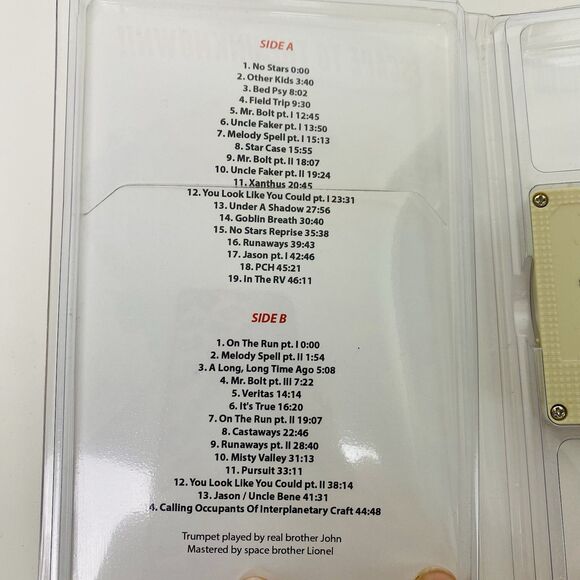 SIDE A
1. No Stars 0:00
2. Other Kids 3:40
3. Bed Psy 8:02
4. Field Trip 9:30
5. Mr. Bolt pt. I 12:45
6. Uncle Faker pt. I 13:50
7. Melody Spell pt. I 15:13
8. Star Case 15:55
9. Mr. Bolt pt. II 18:07
10. Uncle Faker pt. II 19:24
11. Xanthus 20:45
12. You Look Like You Could pt. I 23:31
13. Under A Shadow 27:56
14. Goblin Breath 30:40
15. No Stars Reprise 35:38
16. Runaways 39:43
17. Jason pt. I 42:46
18. PCH 45:21
19. In The RV 46:11
SIDE B
1. On The Run pt. I 0:00
2. Melody Spell pt. II 1:54
3. A Long, Long Time Ago 5:08
4. Mr. Bolt pt. III 7:22
5. Veritas 14:14
6. It's True 16:20
7. On The Run pt. II 19:07
8. Castaways 22:46
9. Runaways pt. II 28:40
10. Misty Valley 31:13
11. Pursuit 33:11
12. You Look Like You Could pt. II 38:14
13. Jason / Uncle Bene 41:31
4. Calling Occupants Of Interplanetary Craft 44:48
Trumpet played by real brother John
Mastered by space brother Lionel